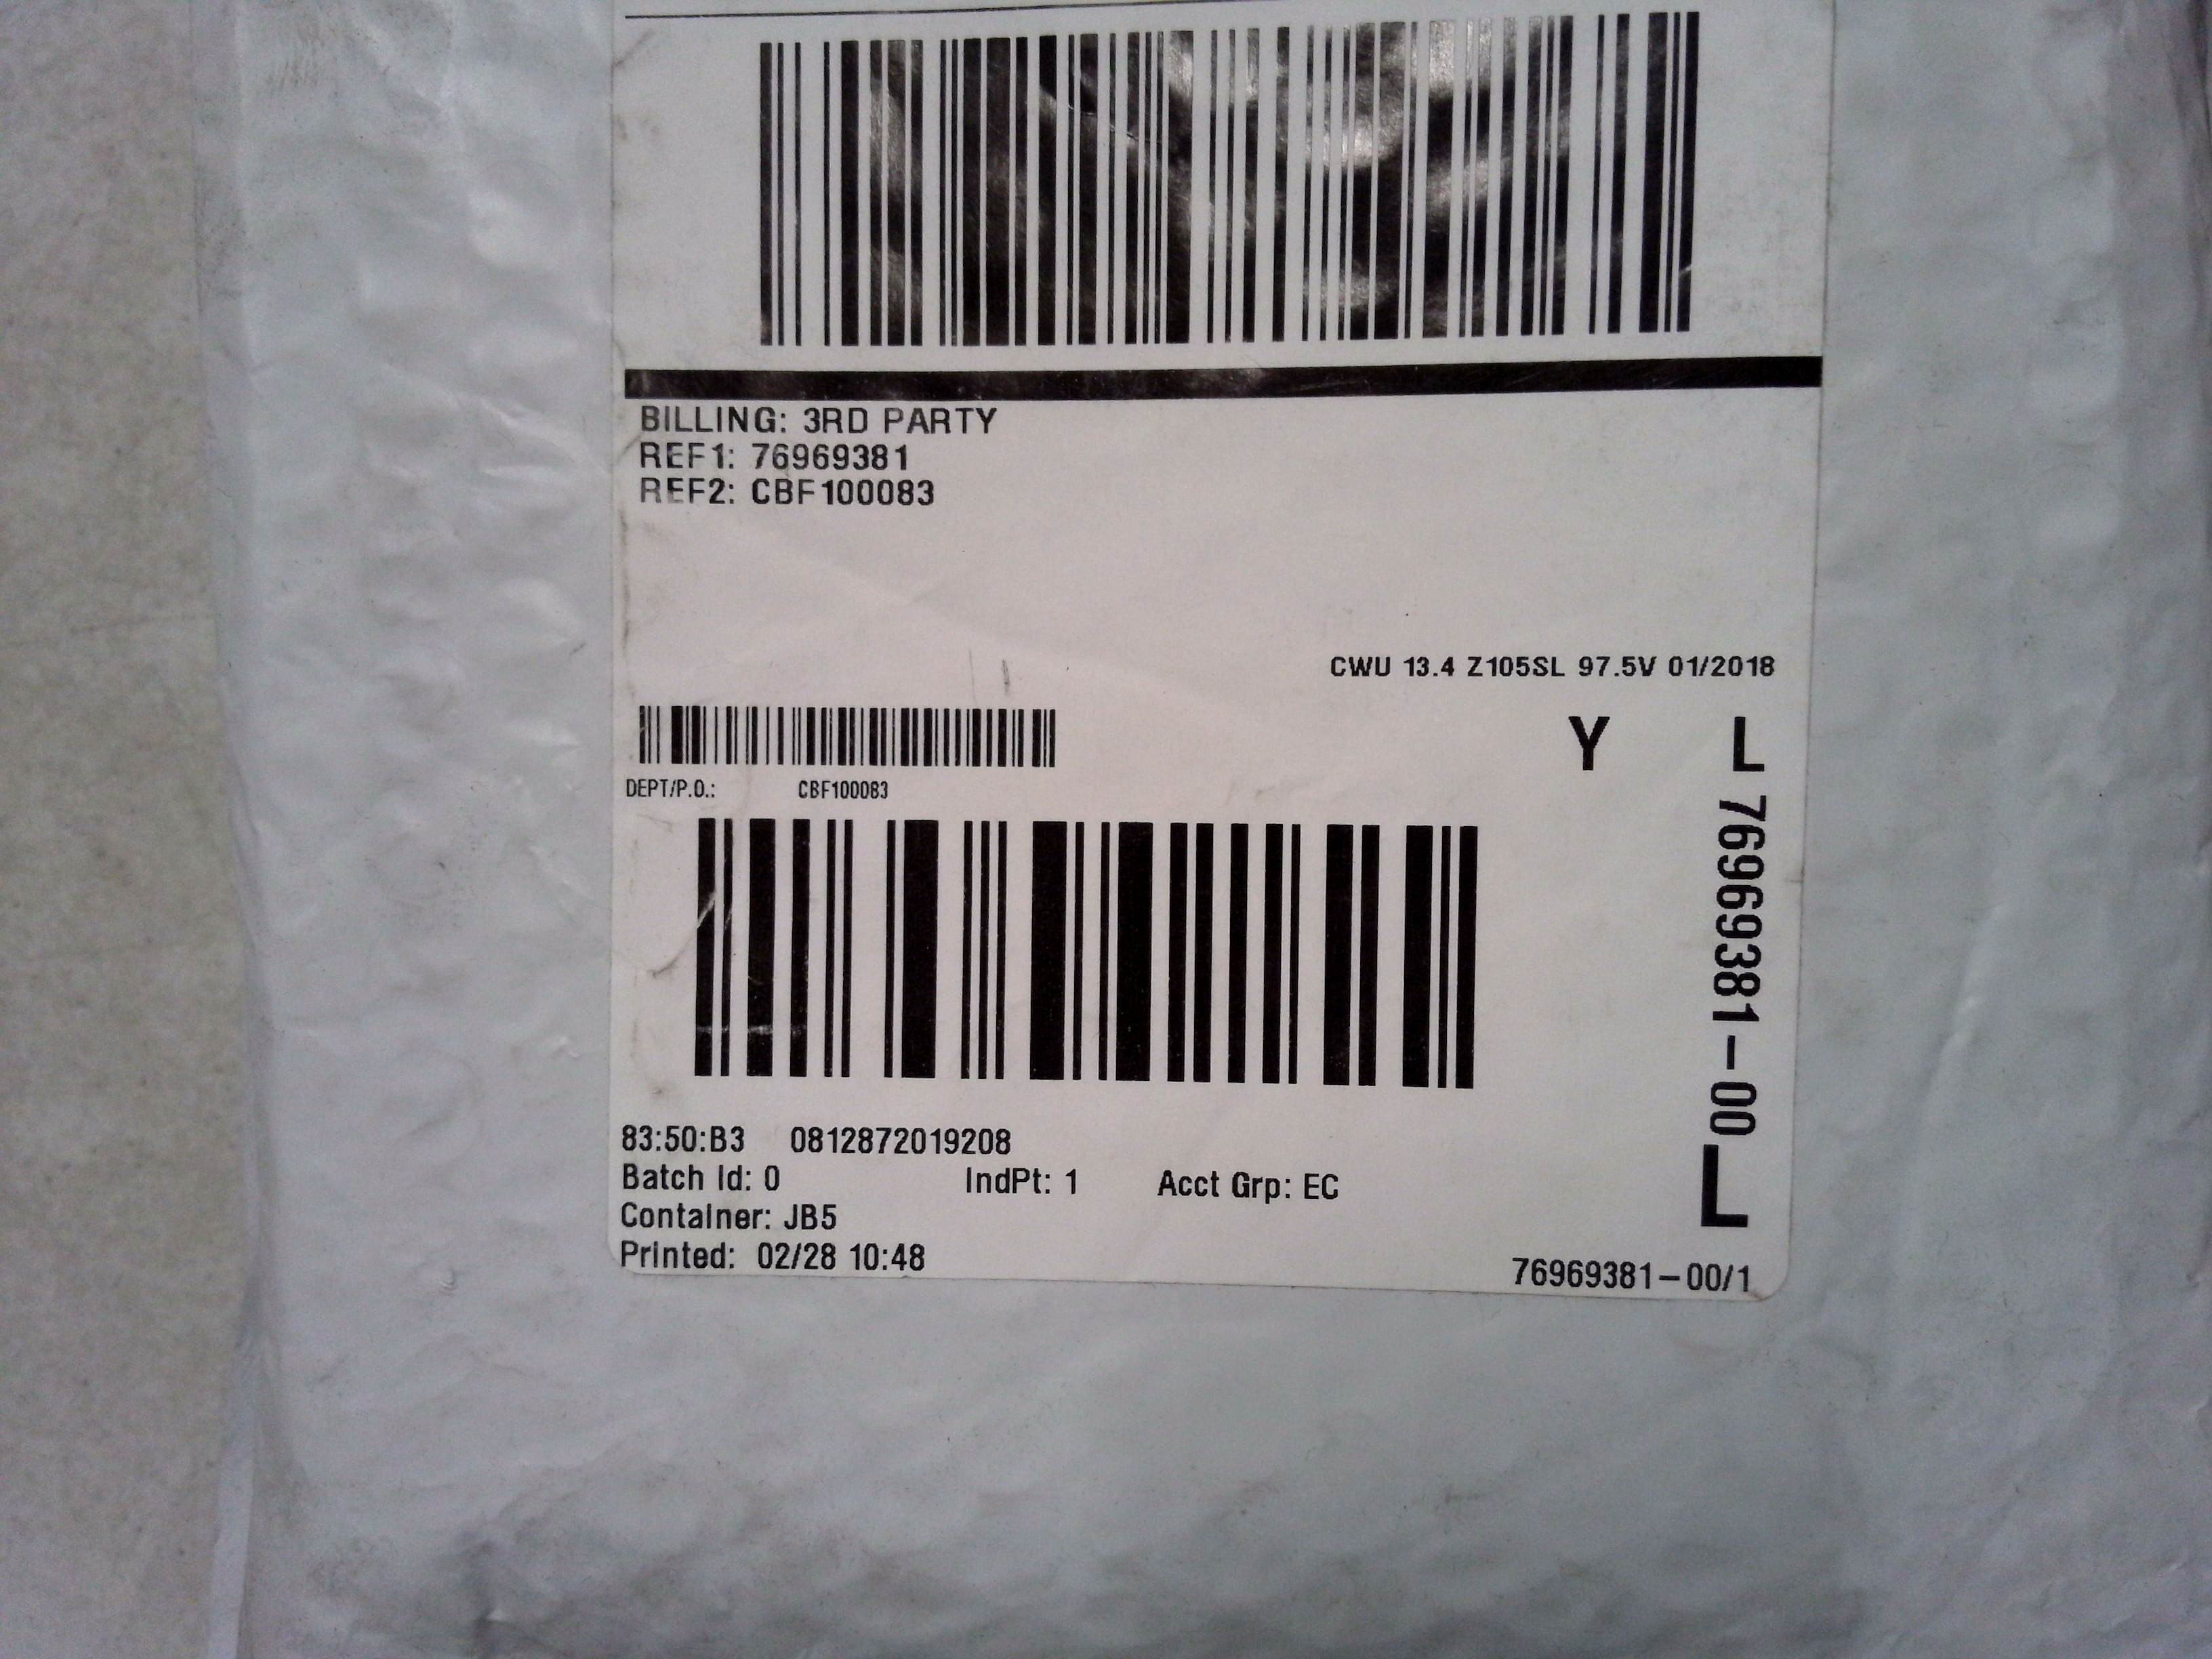 BILLING: 3RD PARTY
REF1: 76969381
REF2: CBF100083
CWU 13.4 Z105SL 97.5V 01/2018
Y L
DEPT/P.O.: CBF100083
76969381-00
L
83:50:B3 0812872019208
Batch Id: 0 IndPt: 1 Acct Grp: EC
Container: JB5
Printed: 02/28 10:48
76969381-00/1